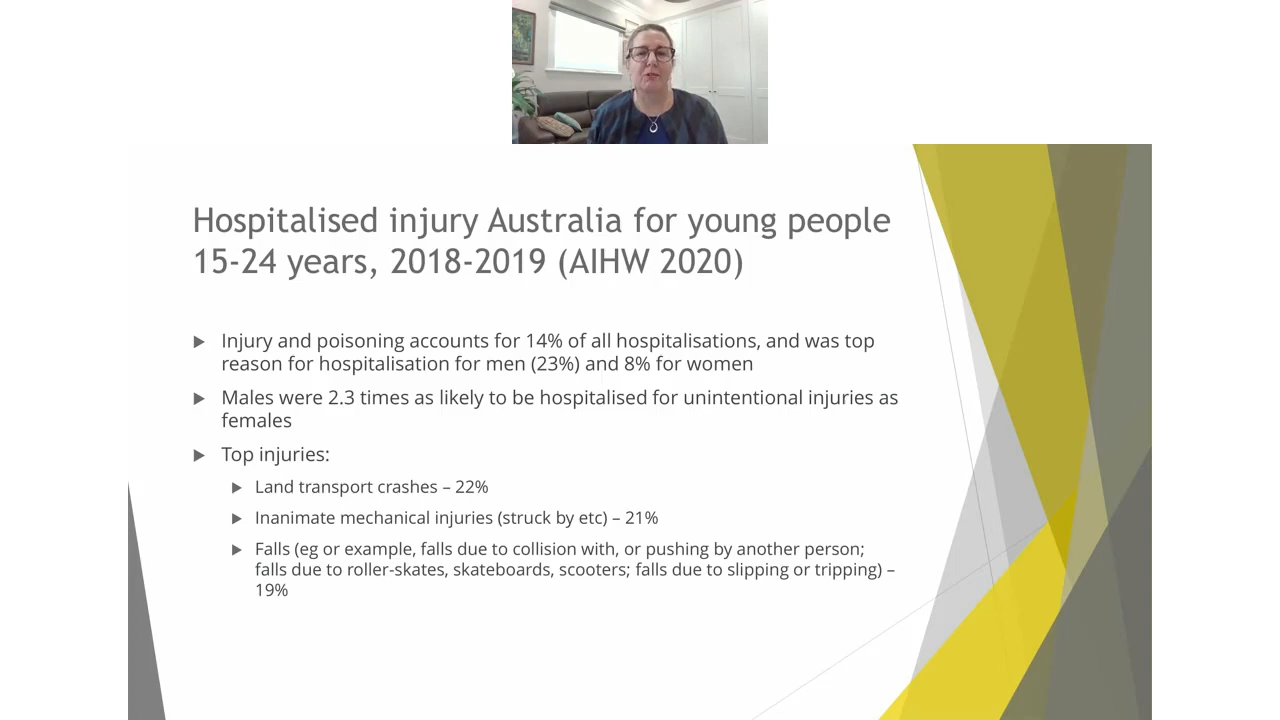 Hospitalised injury Australia for young people
15-24 years, 2018-2019 (AIHW 2020)
Injury and poisoning accounts for 14% of all hospitalisations, and was top
reason for hospitalisation for men (23%) and 8% for women
Males were 2.3 times as likely to be hospitalised for unintentional injuries as
females
Top injuries:
Land transport crashes – 22%
Inanimate mechanical injuries (struck by etc) – 21%
Falls (eg or example, falls due to collision with, or pushing by another person;
falls due to roller-skates, skateboards, scooters; falls due to slipping or tripping) –
19%